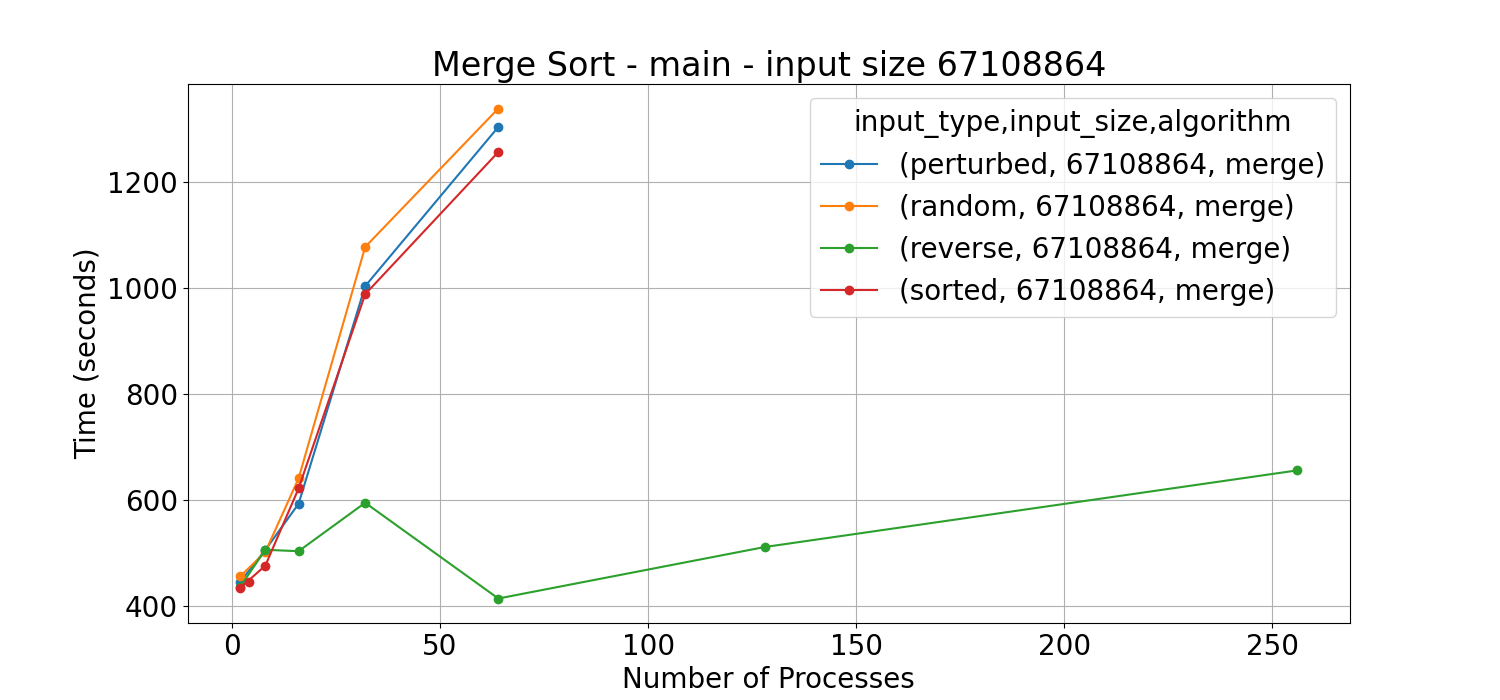 Merge Sort - main - input size 67108864
input_type,input_size,algorithm
(perturbed, 67108864, merge)
(random, 67108864, merge)
(reverse, 67108864, merge)
(sorted, 67108864, merge)
Time (seconds)
1200
1000
800
600
400
0 50 100 150 200 250
Number of Processes